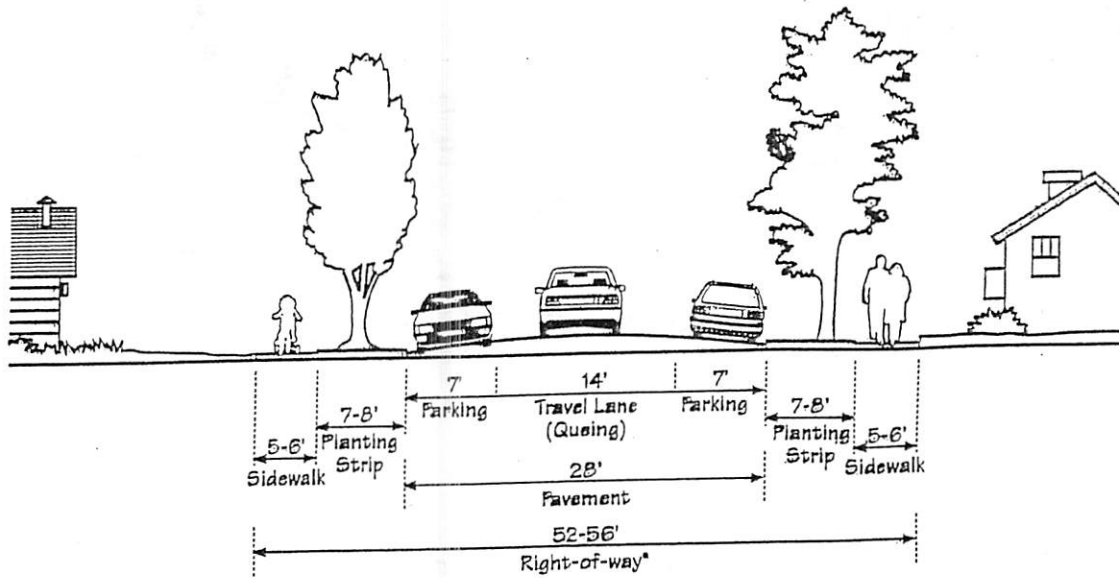 7' 14' 7'
Parking Travel Lane Parking
(Queing)
7-8' 7-8'
Planting Planting
Strip Strip
5-6' 5-6'
Sidewalk Sidewalk
28'
Pavement
52-56'
Right-of-way*